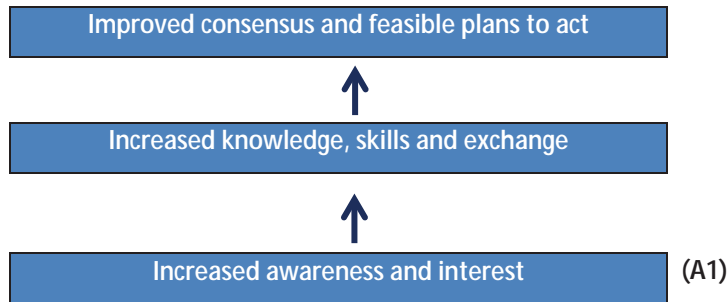 Improved consensus and feasible plans to act
Increased knowledge, skills and exchange
Increased awareness and interest (A1)